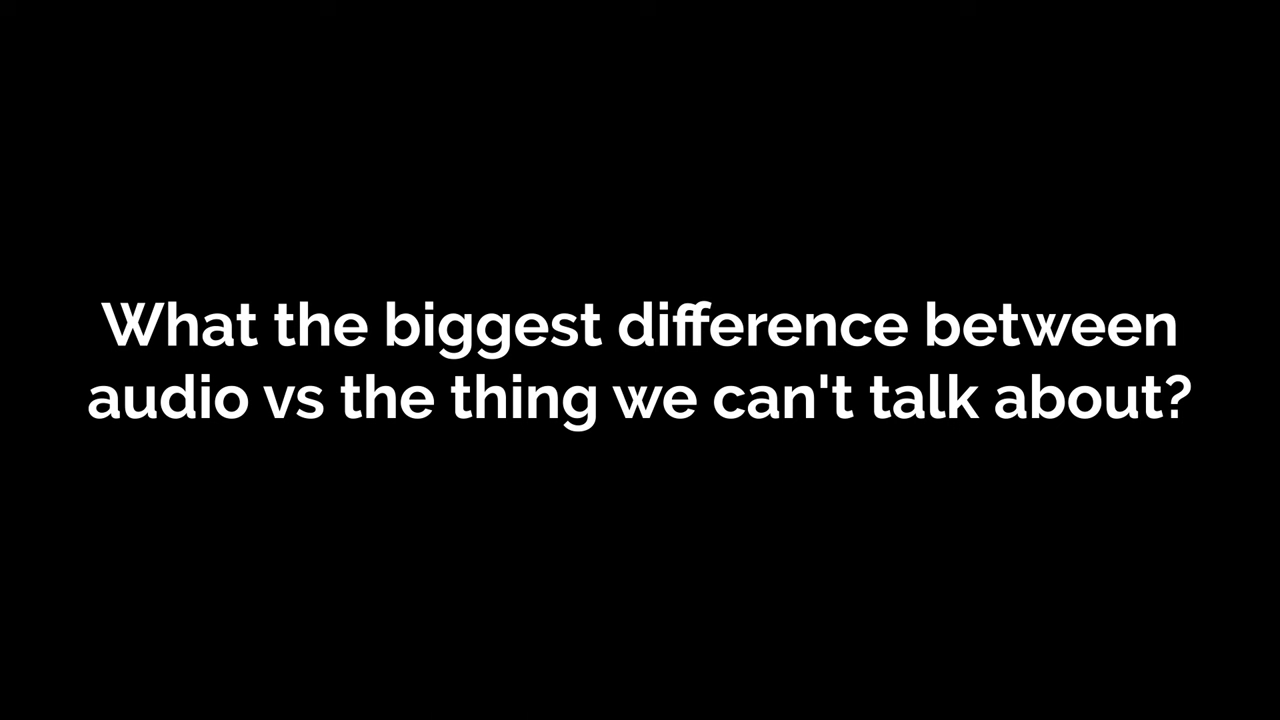 What the biggest difference between
audio vs the thing we can't talk about?